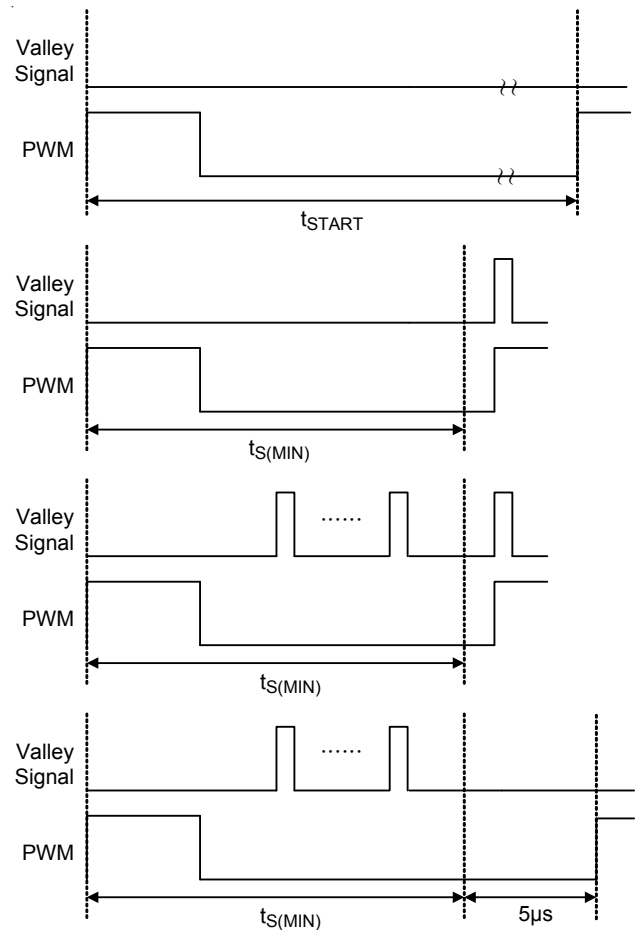 Valley
Signal
PWM
tSTART
Valley
Signal
PWM
tS(MIN)
Valley
Signal
......
PWM
tS(MIN)
Valley
Signal
......
PWM
tS(MIN)
5μs